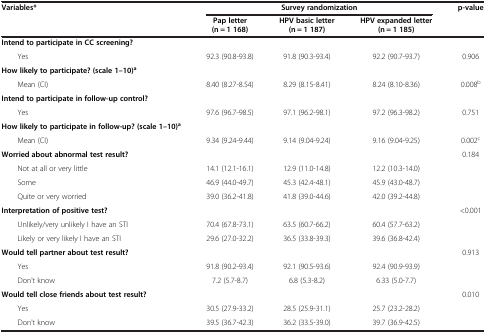 Variables* Survey randomization p-value
Pap letter HPV basic letter HPV expanded letter
(n = 1 168) (n = 1 187) (n = 1 185)
Intend to participate in CC screening?
Yes 92.3 (90.8-93.8) 91.8 (90.3-93.4) 92.2 (90.7-93.7) 0.906
How likely to participate? (scale 1–10)a
Mean (CI) 8.40 (8.27-8.54) 8.29 (8.15-8.41) 8.24 (8.10-8.36) 0.008b
Intend to participate in follow-up control?
Yes 97.6 (96.7-98.5) 97.1 (96.2-98.1) 97.2 (96.3-98.2) 0.751
How likely to participate in follow-up? (scale 1–10)a
Mean (CI) 9.34 (9.24-9.44) 9.14 (9.04-9.24) 9.16 (9.04-9.25) 0.002c
Worried about abnormal test result? 0.184
Not at all or very little 14.1 (12.1-16.1) 12.9 (11.0-14.8) 12.2 (10.3-14.0)
Some 46.9 (44.0-49.7) 45.3 (42.4-48.1) 45.9 (43.0-48.7)
Quite or very worried 39.0 (36.2-41.8) 41.8 (39.0-44.6) 42.0 (39.2-44.8)
Interpretation of positive test? <0.001
Unlikely/very unlikely I have an STI 70.4 (67.8-73.1) 63.5 (60.7-66.2) 60.4 (57.7-63.2)
Likely or very likely I have an STI 29.6 (27.0-32.2) 36.5 (33.8-39.3) 39.6 (36.8-42.4)
Would tell partner about test result? 0.913
Yes 91.8 (90.2-93.4) 92.1 (90.5-93.6) 92.4 (90.9-93.9)
Don't know 7.2 (5.7-8.7) 6.8 (5.3-8.2) 6.33 (5.0-7.7)
Would tell close friends about test result? 0.010
Yes 30.5 (27.9-33.2) 28.5 (25.9-31.1) 25.7 (23.2-28.2)
Don't know 39.5 (36.7-42.3) 36.2 (33.5-39.0) 39.7 (36.9-42.5)